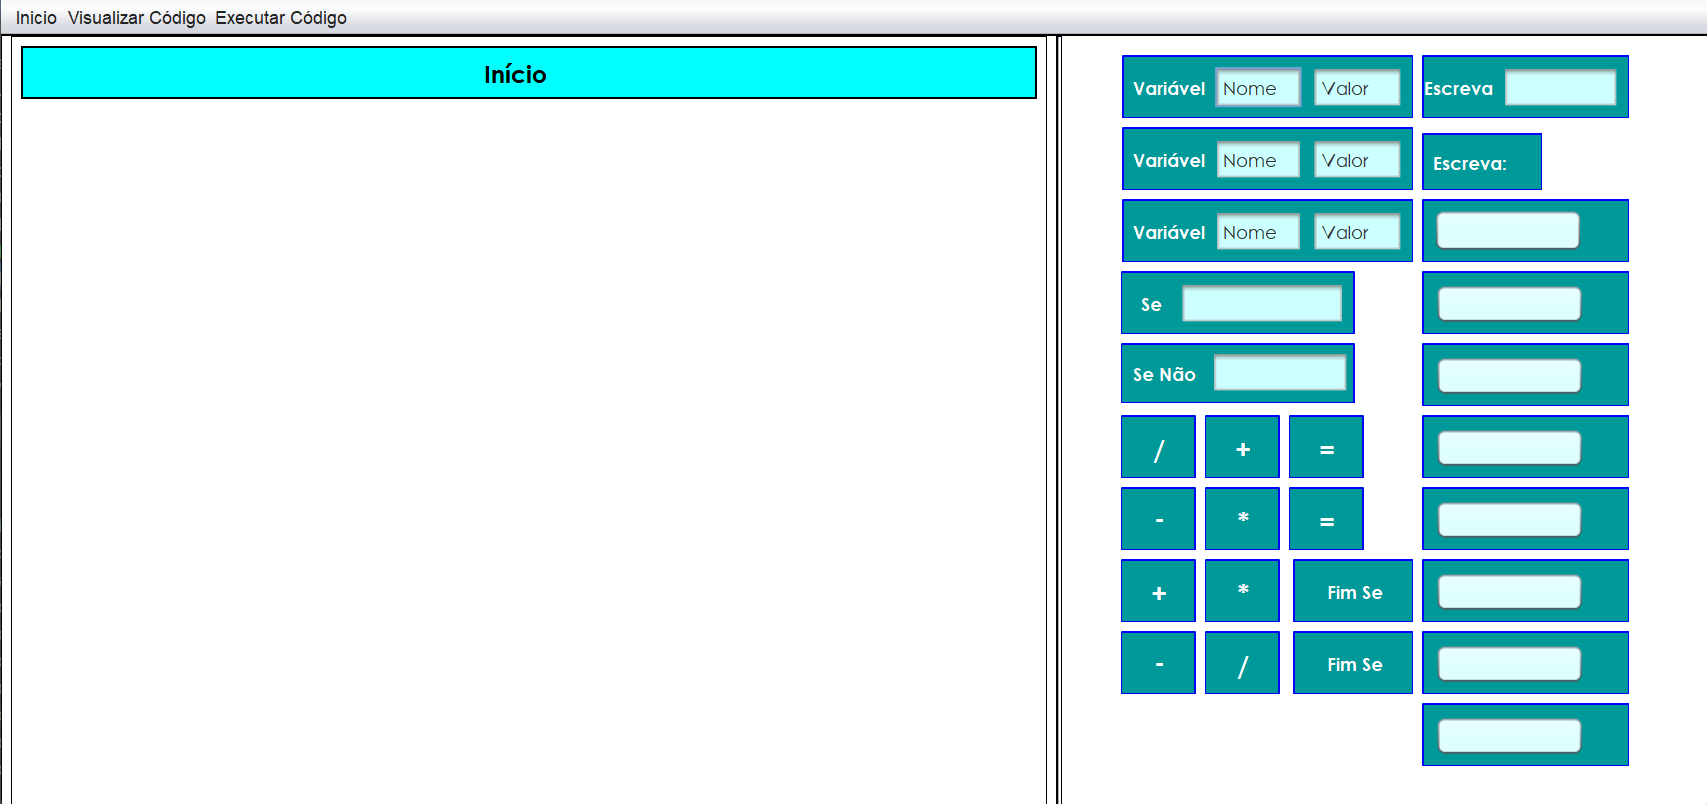 Inicio Visualizar Código Executar Código
Início
Variável Nome Valor
Escreva
Variável Nome Valor
Escreva:
Variável Nome Valor
Se
Se Não
/ + =
- * =
+ * Fim Se
- / Fim Se